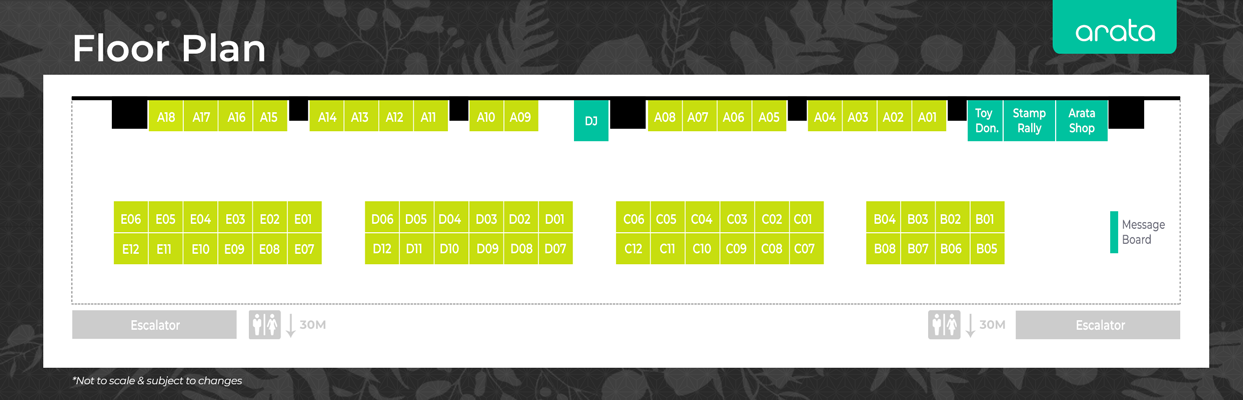 Floor Plan
arata
A18 A17 A16 A15 A14 A13 A12 A11 A10 A09 DJ A08 A07 A06 A05 A04 A03 A02 A01
Toy
Don.
Stamp
Rally
Arata
Shop
E06 E05 E04 E03 E02 E01 D06 D05 D04 D03 D02 D01 C06 C05 C04 C03 C02 C01 B04 B03 B02 B01
E12 E11 E10 E09 E08 E07 D12 D11 D10 D09 D08 D07 C12 C11 C10 C09 C08 C07 B08 B07 B06 B05
Message
Board
Escalator
30M
30M
Escalator
*Not to scale & subject to changes